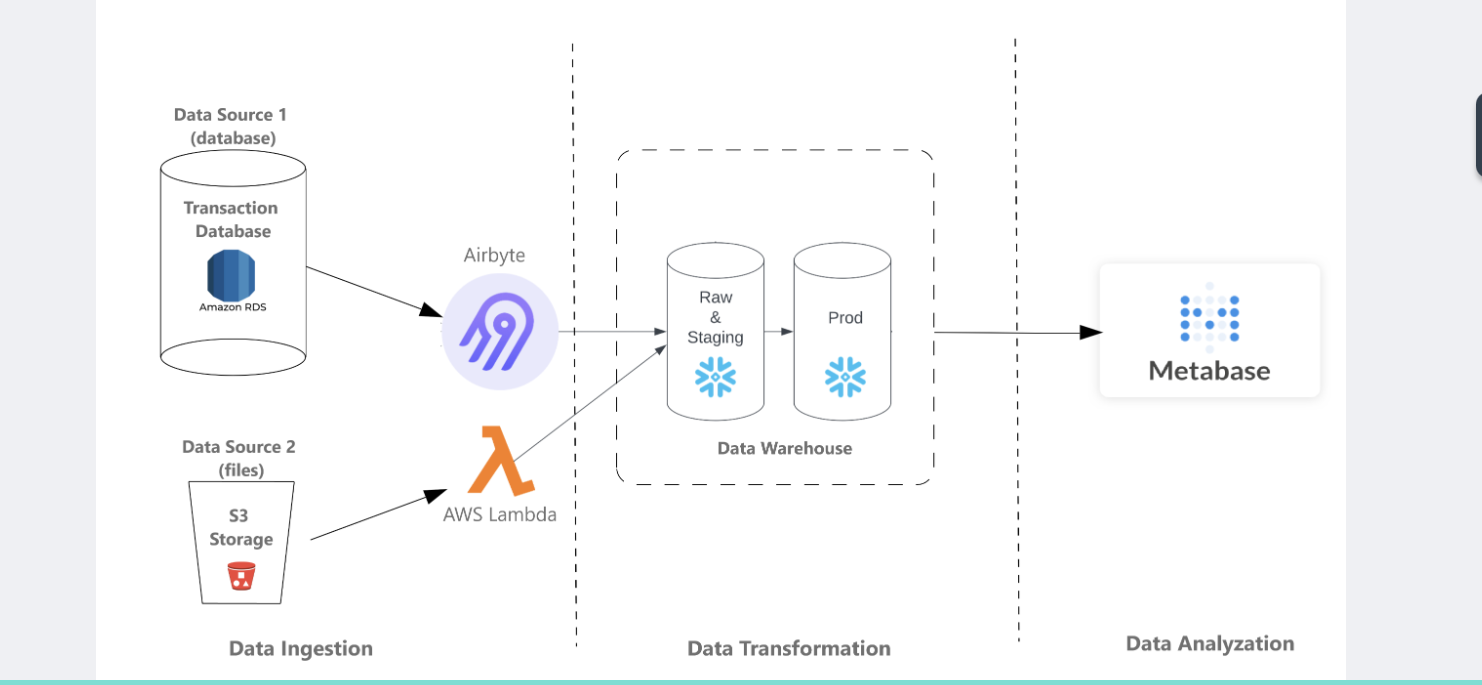 Data Source 1
(database)
Transaction
Database
Amazon RDS
Airbyte
Data Source 2
(files)
S3
Storage
AWS Lambda
Data Ingestion
Raw
&
Staging
Prod
Data Warehouse
Data Transformation
Metabase
Data Analyzation